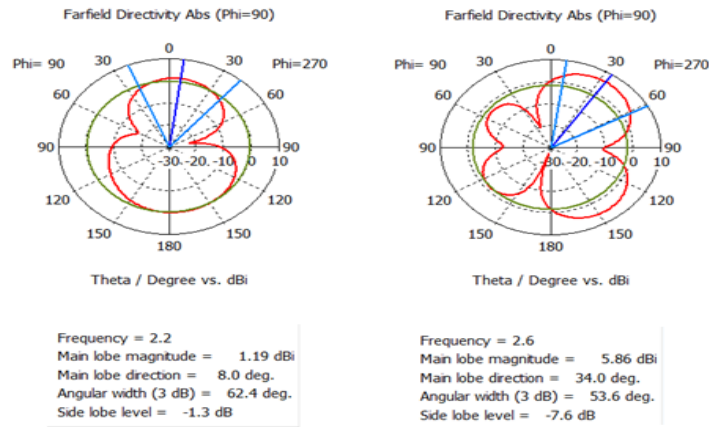 Farfield Directivity Abs (Phi=90)
0
Phi= 90 30 30 Phi=270
60 60
90 -30 -20 -10 0 10 90
120 120
150 150
180
Theta / Degree vs. dBi
Frequency = 2.2
Main lobe magnitude = 1.19 dBi
Main lobe direction = 8.0 deg.
Angular width (3 dB) = 62.4 deg.
Side lobe level = -1.3 dB
Farfield Directivity Abs (Phi=90)
0
Phi= 90 30 30 Phi=270
60 60
90 -30 -20 -10 0 10 90
120 120
150 150
180
Theta / Degree vs. dBi
Frequency = 2.6
Main lobe magnitude = 5.86 dBi
Main lobe direction = 34.0 deg.
Angular width (3 dB) = 53.6 deg.
Side lobe level = -7.6 dB